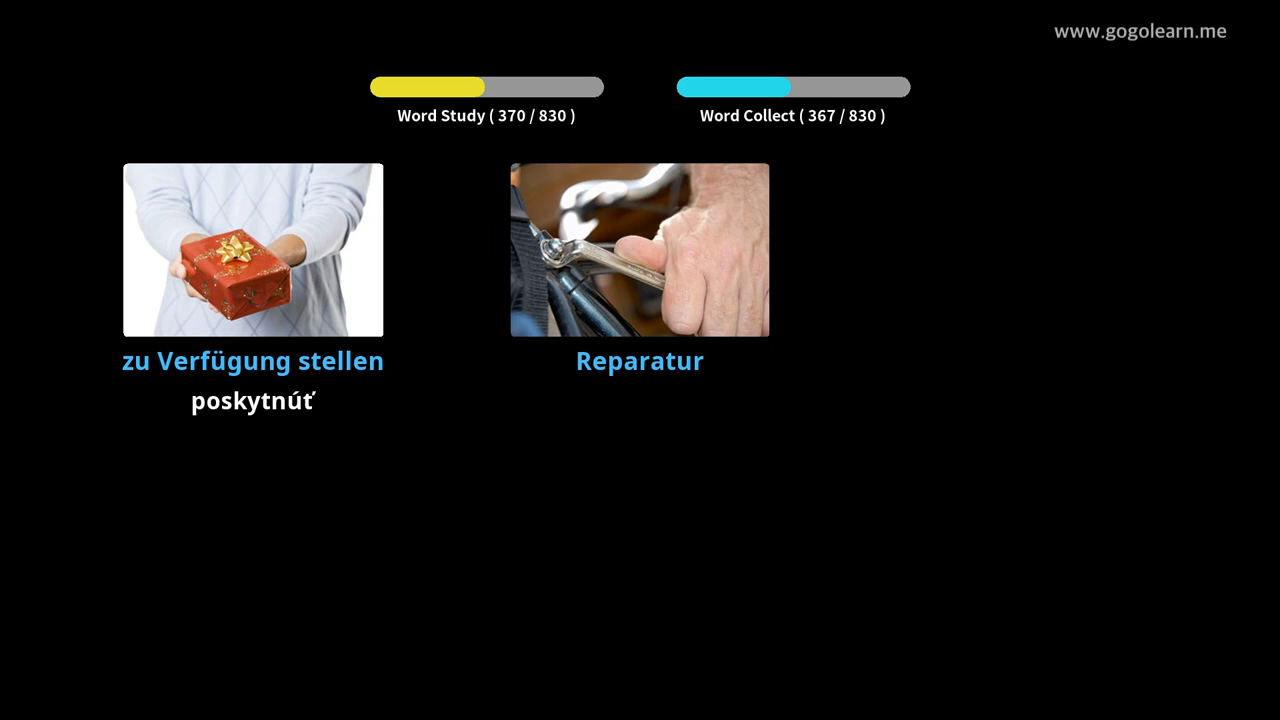 www.gogolearn.me
Word Study ( 370 / 830 )
Word Collect ( 367 / 830 )
zu Verfügung stellen
poskytnúť
Reparatur